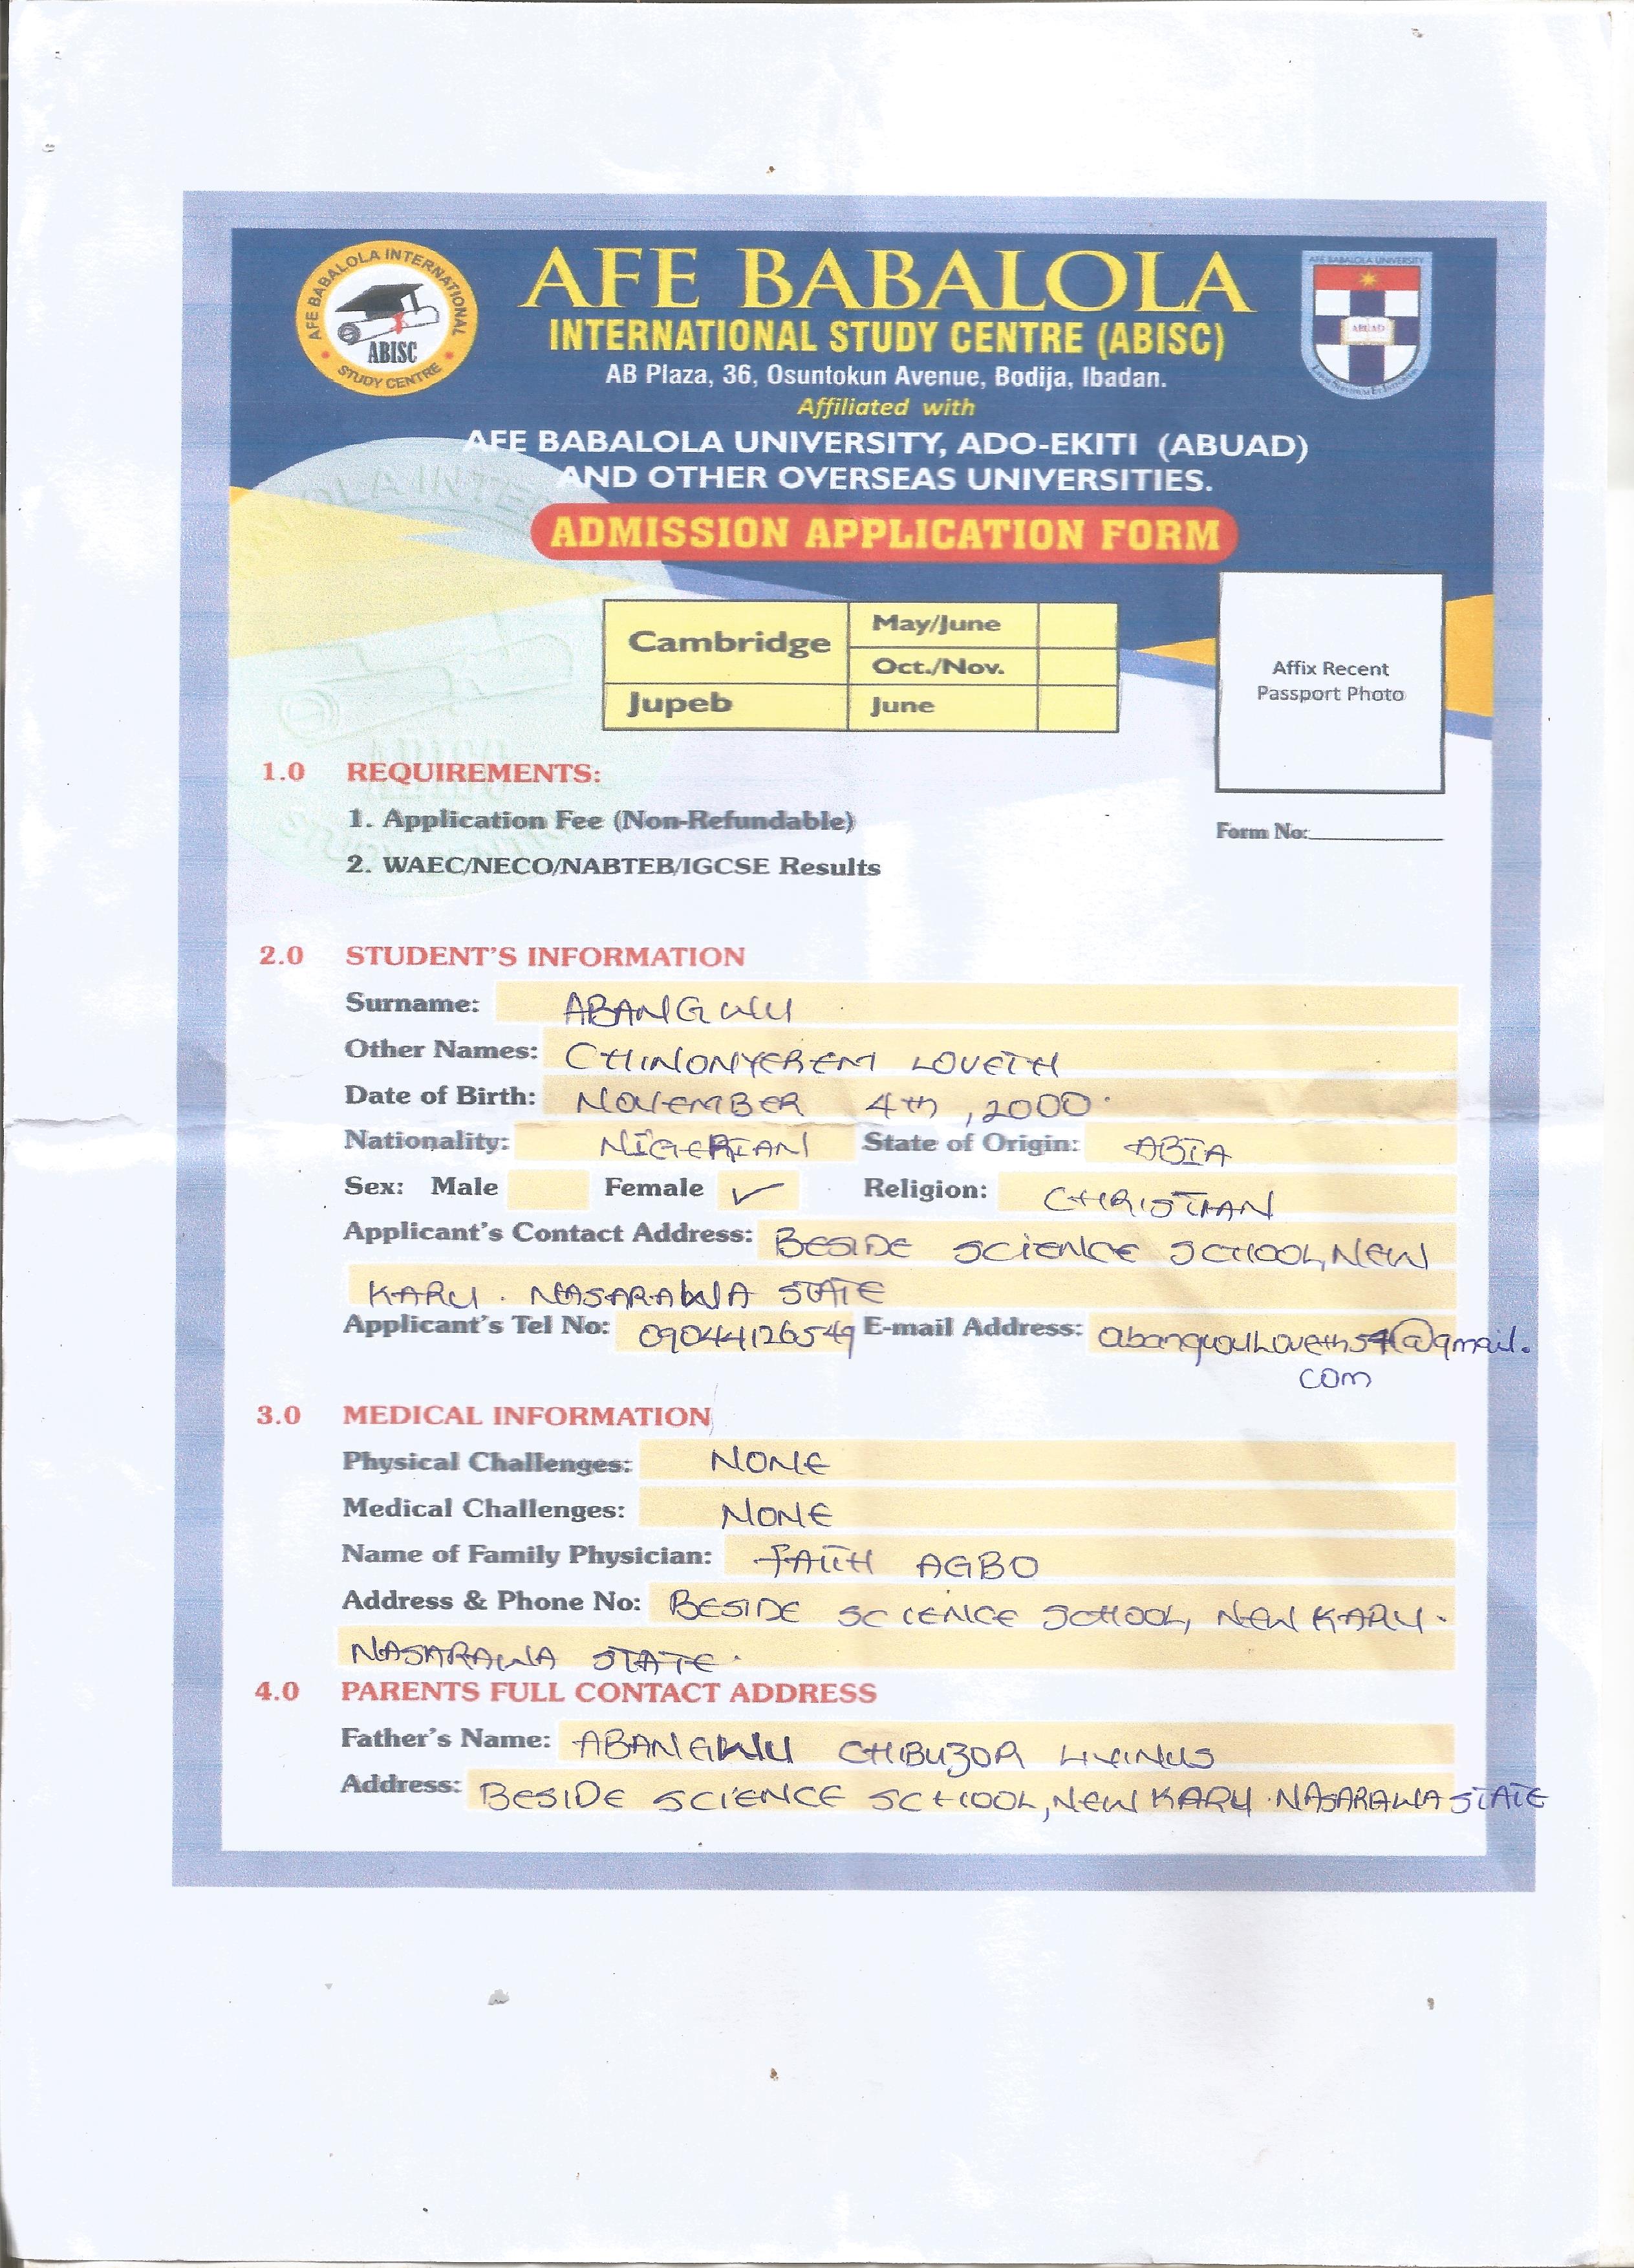 AFE BABALOLA INTERNATIONAL
ABISC
STUDY CENTRE
AFE BABALOLA
INTERNATIONAL STUDY CENTRE (ABISC)
AB Plaza, 36, Osuntokun Avenue, Bodija, Ibadan.
Affiliated with
AFE BABALOLA UNIVERSITY, ADO-EKITI (ABUAD)
AND OTHER OVERSEAS UNIVERSITIES.
AFE BABALOLA UNIVERSITY
ABUAD
ADMISSION APPLICATION FORM
Cambridge May/June
Oct./Nov.
Jupeb June
Affix Recent
Passport Photo
1.0 REQUIREMENTS:
1. Application Fee (Non-Refundable)
Form No:
2. WAEC/NECO/NABTEB/IGCSE Results
2.0 STUDENT'S INFORMATION
Surname: ABANGWU
Other Names: CHINONYEREM LOVETH
Date of Birth: NOVEMBER 4th, 2000.
Nationality: NIGERIAN State of Origin: ABIA
Sex: Male Female ✓ Religion: CHRISTIAN
Applicant's Contact Address: BESIDE SCIENCE SCHOOL, NEW
KARU. NASARAWA STATE
Applicant's Tel No: 09044126549 E-mail Address: abangwuLoveth54@gmail.
com
3.0 MEDICAL INFORMATION
Physical Challenges: NONE
Medical Challenges: NONE
Name of Family Physician: FAITH AGBO
Address & Phone No: BESIDE SCIENCE SCHOOL, NEW KARU.
NASARAWA STATE.
4.0 PARENTS FULL CONTACT ADDRESS
Father's Name: ABANGWU CHIBUZOR LIVINUS
Address: BESIDE SCIENCE SCHOOL, NEW KARU. NASARAWA STATE